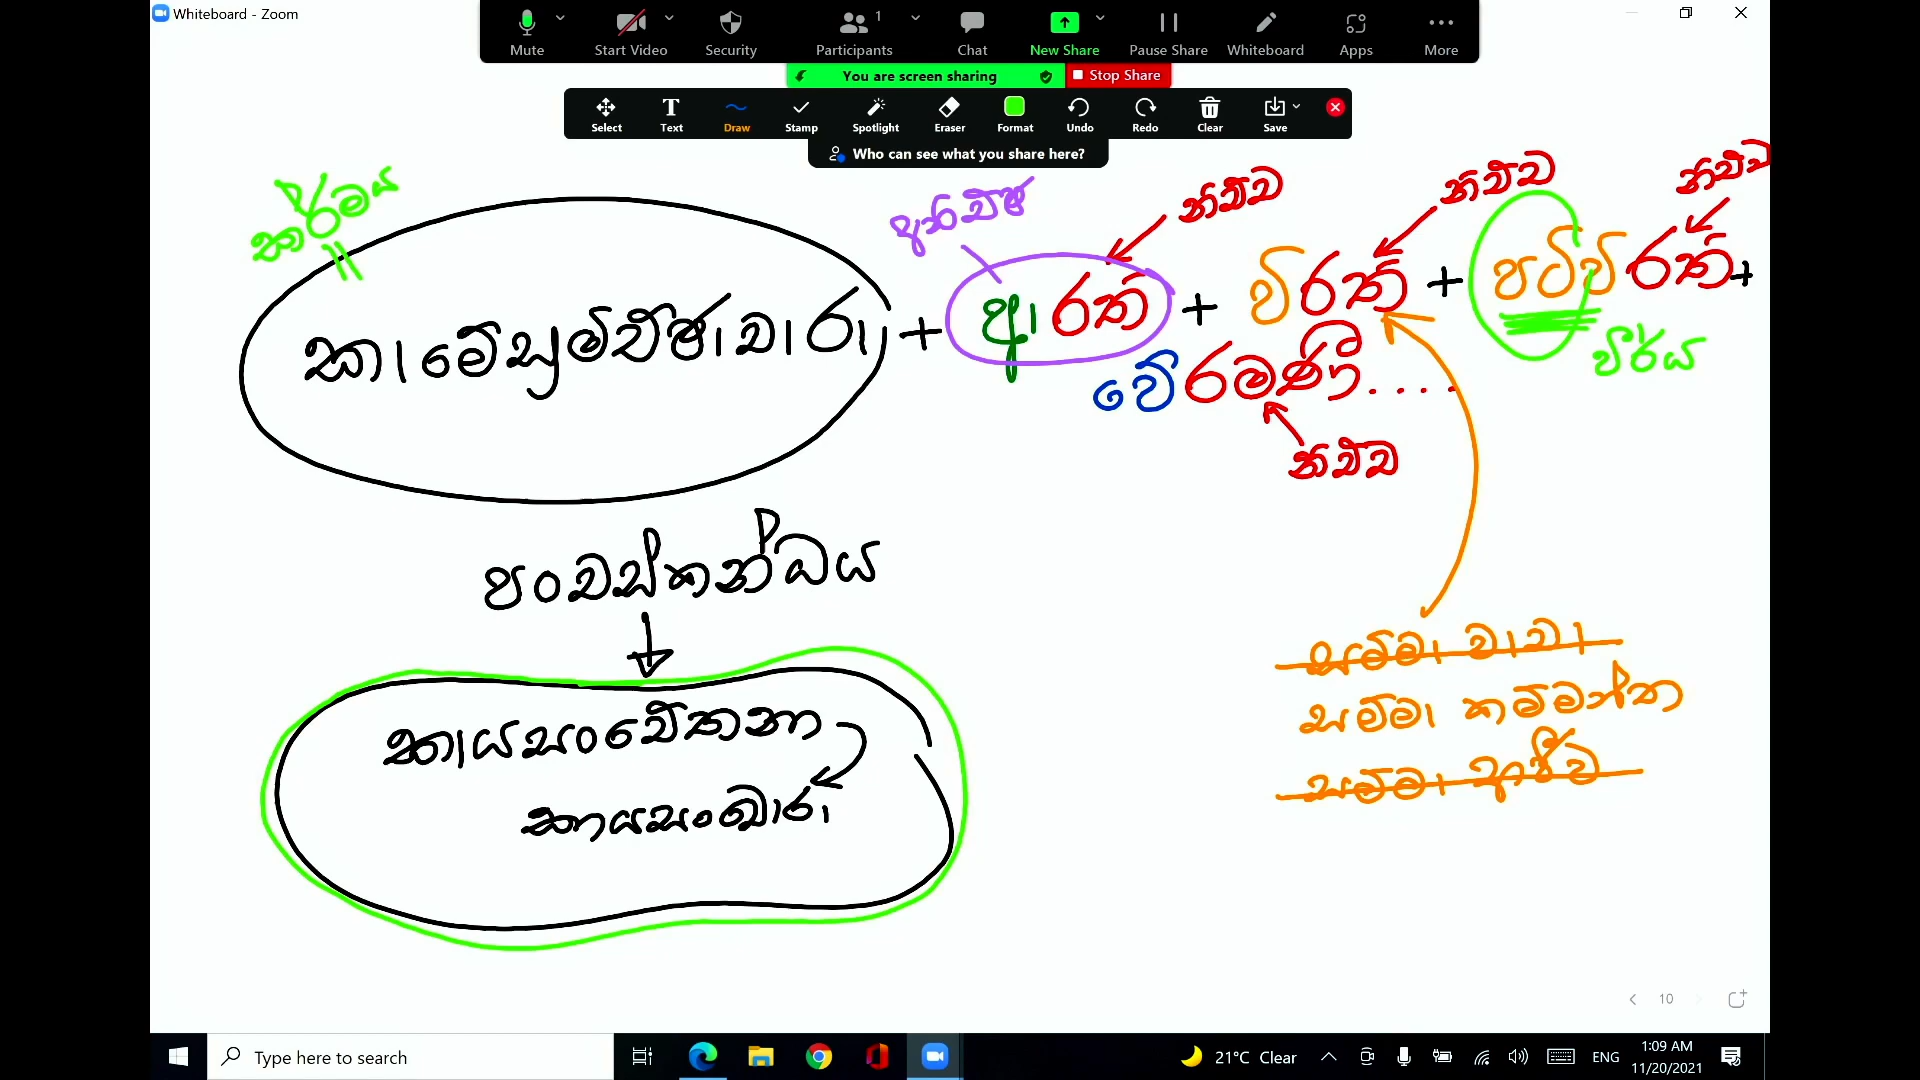 Whiteboard - Zoom
Mute Start Video Security Participants 1 Chat New Share Pause Share Whiteboard Apps More
You are screen sharing Stop Share
Select Text Draw Stamp Spotlight Eraser Format Undo Redo Clear Save
Who can see what you share here?
කර්මය
නිච්ච නිච්ච නිච්ච
කාමේසුමිච්ඡාචාරා + ආරති + විරති + පටිවිරති +
වීර්ය
වේරමණී....
නිච්ච
පංචස්කන්ධය
කායසංචේතනා
කායසංඛාරා
සම්මා වාචා
සම්මා කම්මන්ත
සම්මා ආජීව
10
Type here to search
21°C Clear
ENG
1:09 AM
11/20/2021